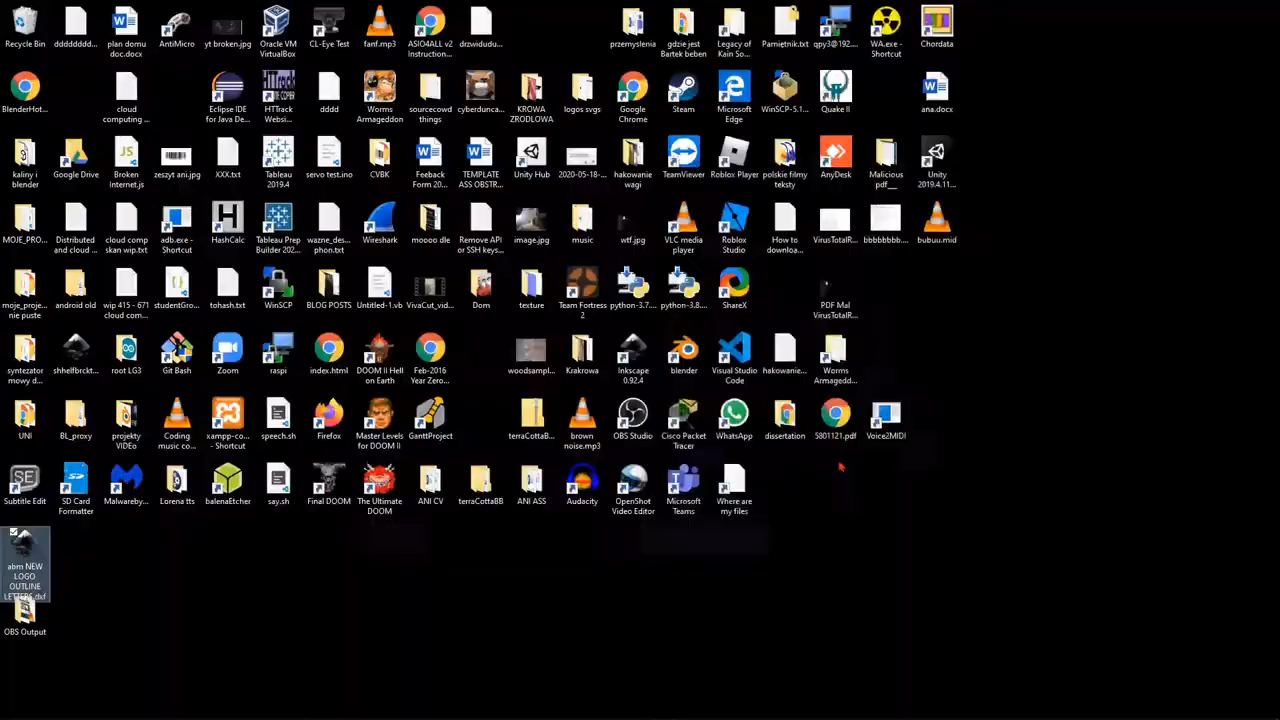 Recycle Bin
dddddddd...
plan domu
doc.docx
AntiMicro
yt broken.jpg
Oracle VM
VirtualBox
CL-Eye Test
fanf.mp3
ASIO4ALL v2
Instruction...
drzwidudu...
przemyslenia
gdzie jest
Bartek beben
Legacy of
Kain So...
Pamiętnik.txt
qpy3@192....
WA.exe -
Shortcut
Chordata
BlenderHot...
cloud
computing ...
Eclipse IDE
for Java De...
HTTrack
Websi...
dddd
Worms
Armageddon
sourcecowd
things
cyberdunca...
KROWA
ZRODLOWA
logos svgs
Google
Chrome
Steam
Microsoft
Edge
WinSCP-5.1...
Quake II
ana.docx
kaliny i
blender
Google Drive
Broken
Internet.js
zeszyt ani.jpg
XXX.txt
Tableau
2019.4
servo test.ino
CVBK
Feeback
Form 20...
TEMPLATE
ASS OBSTR...
Unity Hub
2020-05-18-...
hakowanie
wagi
TeamViewer
Roblox Player
polskie filmy
teksty
AnyDesk
Malicious
pdf___
Unity
2019.4.11...
MOJE_PRO...
Distributed
and cloud ...
cloud comp
skan wip.txt
adb.exe -
Shortcut
HashCalc
Tableau Prep
Builder 202...
wazne_des...
phon.txt
Wireshark
moooo dle
Remove API
or SSH keys...
image.jpg
music
wtf.jpg
VLC media
player
Roblox
Studio
How to
downloa...
VirusTotalR...
bbbbbbbb...
bubuu.mid
moje_proje...
nie puste
android old
wip 415 - 671
cloud com...
studentGro...
tohash.txt
WinSCP
BLOG POSTS
Untitled-1.vb
VivaCut_vid...
Dom
texture
Team Fortress
2
python-3.7....
python-3.8....
ShareX
PDF Mal
VirusTotalR...
syntezator
mowy d...
shhelfbrckt...
root LG3
Git Bash
Zoom
raspi
index.html
DOOM II Hell
on Earth
Feb-2016
Year Zero...
woodsampl...
Krakrowa
Inkscape
0.92.4
blender
Visual Studio
Code
hakowanie...
Worms
Armagedd...
UNI
BL_proxy
projekty
VIDEo
Coding
music co...
xampp-co...
- Shortcut
speech.sh
Firefox
Master Levels
for DOOM II
GanttProject
terraCottaB...
brown
noise.mp3
OBS Studio
Cisco Packet
Tracer
WhatsApp
dissertation
5801121.pdf
Voice2MIDI
Subtitle Edit
SD Card
Formatter
Malwareby...
Lorena tts
balenaEtcher
say.sh
Final DOOM
The Ultimate
DOOM
ANI CV
terraCottaBB
ANI ASS
Audacity
OpenShot
Video Editor
Microsoft
Teams
Where are
my files
abm NEW
LOGO
OUTLINE
LETTERS.dxf
OBS Output